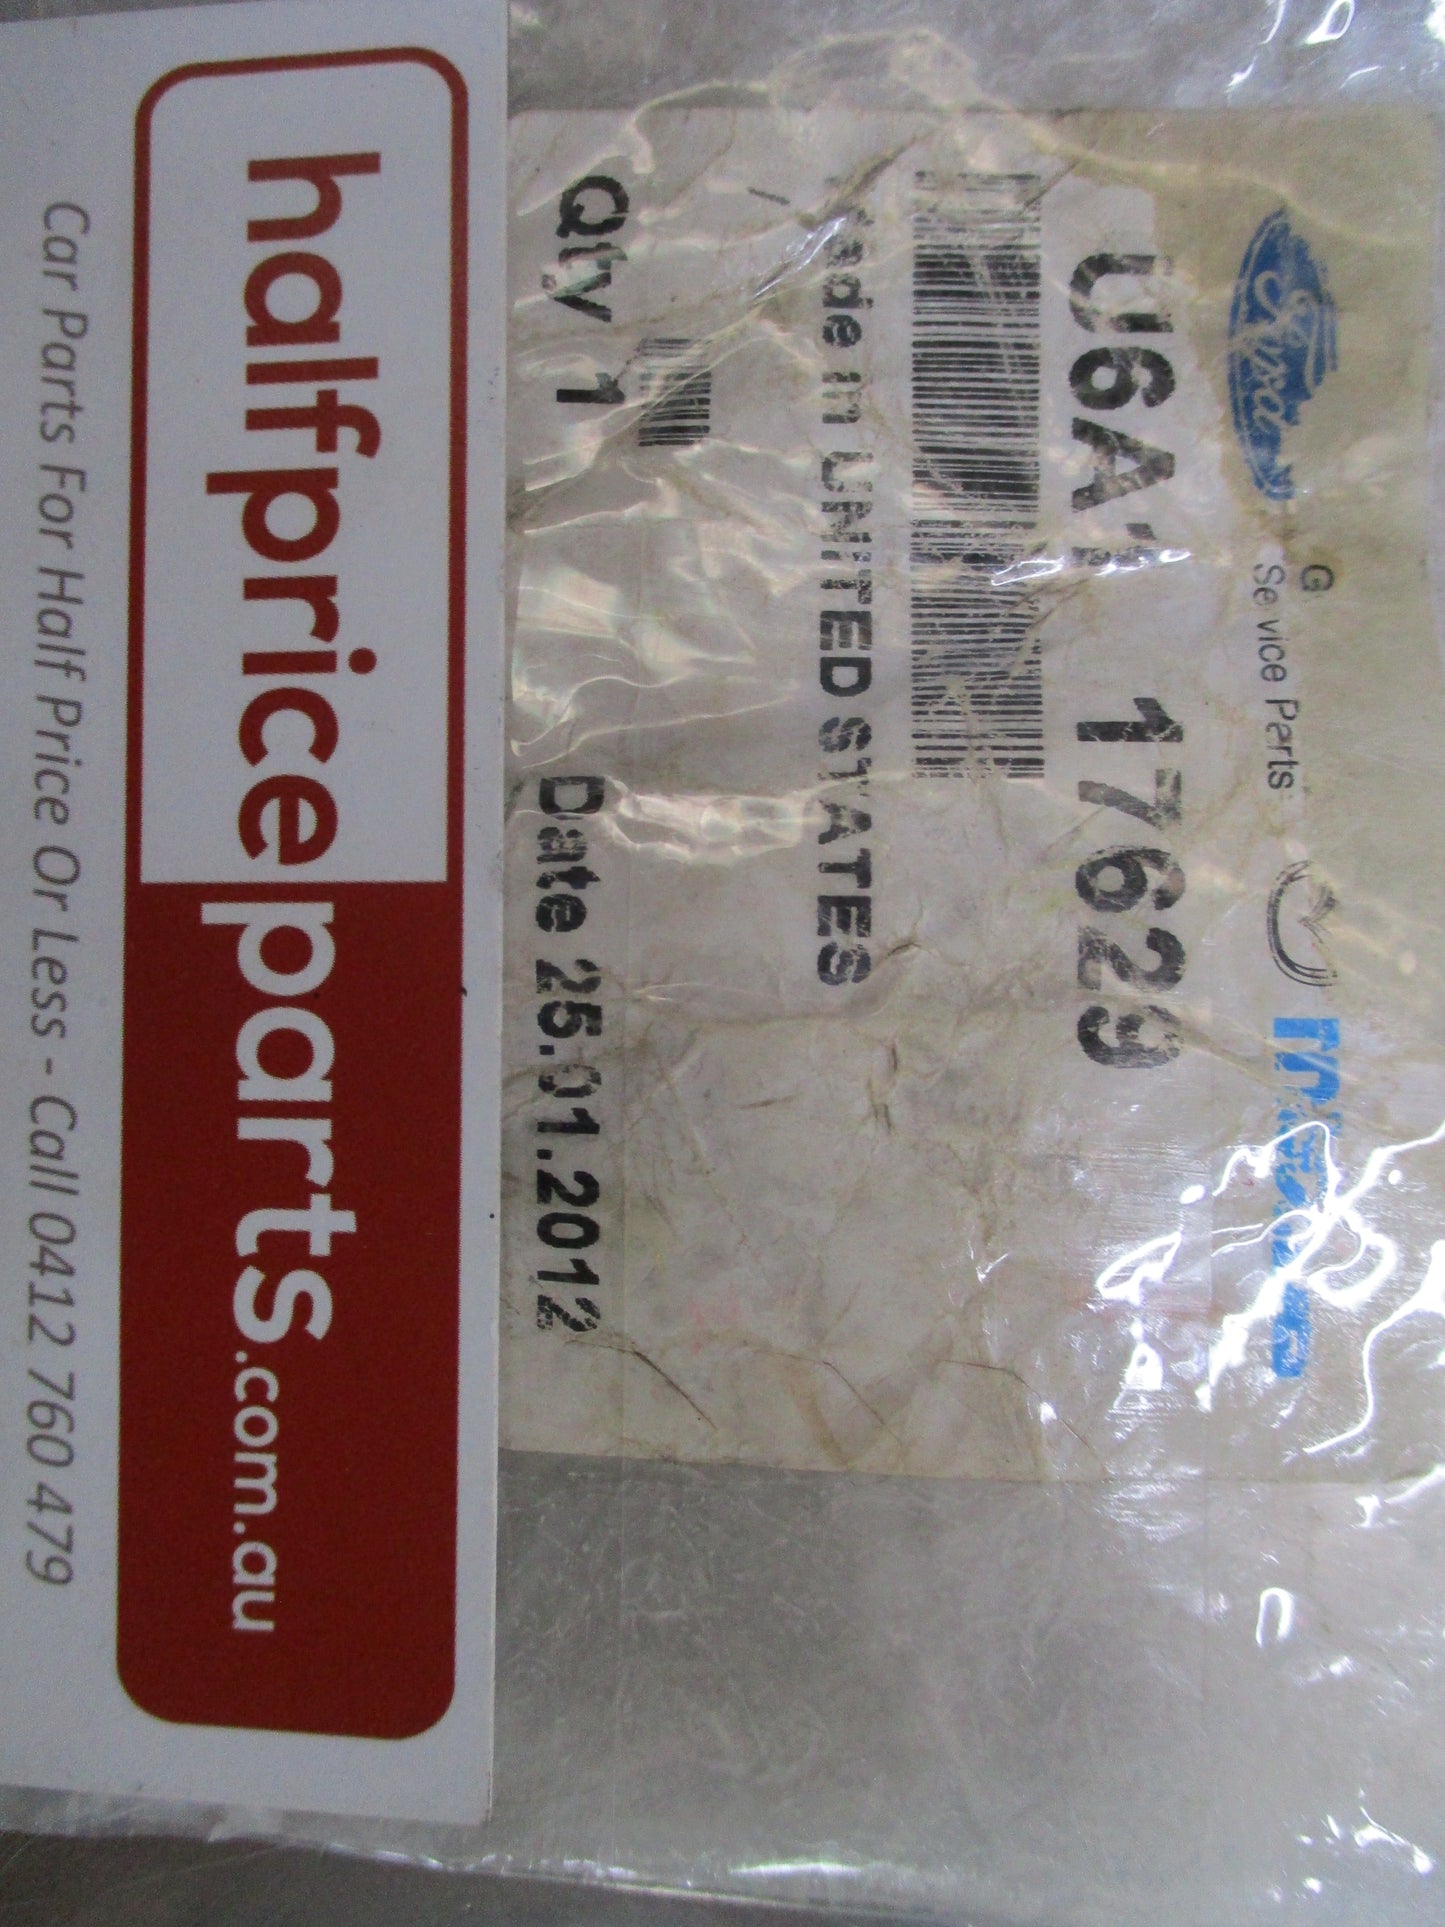 Ford
G
Se vice Parts
U6A1 17629
Made in UNITED STATES
Qty 1
Date 25.01.2012
halfpriceparts.com.au
Car Parts For Half Price Or Less - Call 0412 760 479